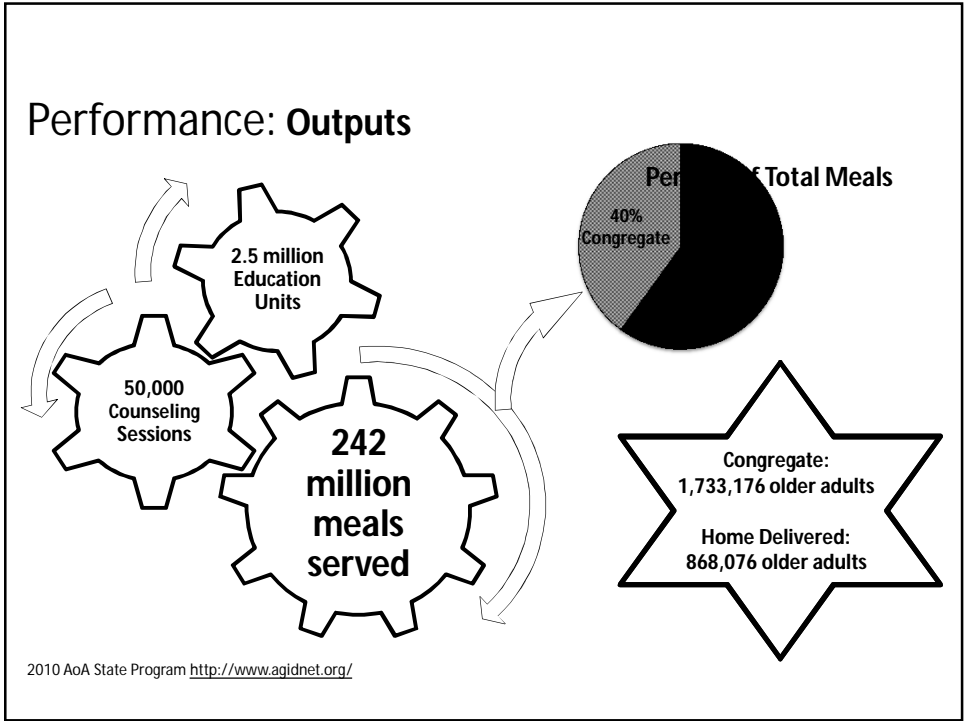 Performance: Outputs
2.5 million
Education
Units
50,000
Counseling
Sessions
242
million
meals
served
Total Meals
40%
Congregate
Congregate:
1,733,176 older adults
Home Delivered:
868,076 older adults
2010 AoA State Program http://www.agidnet.org/